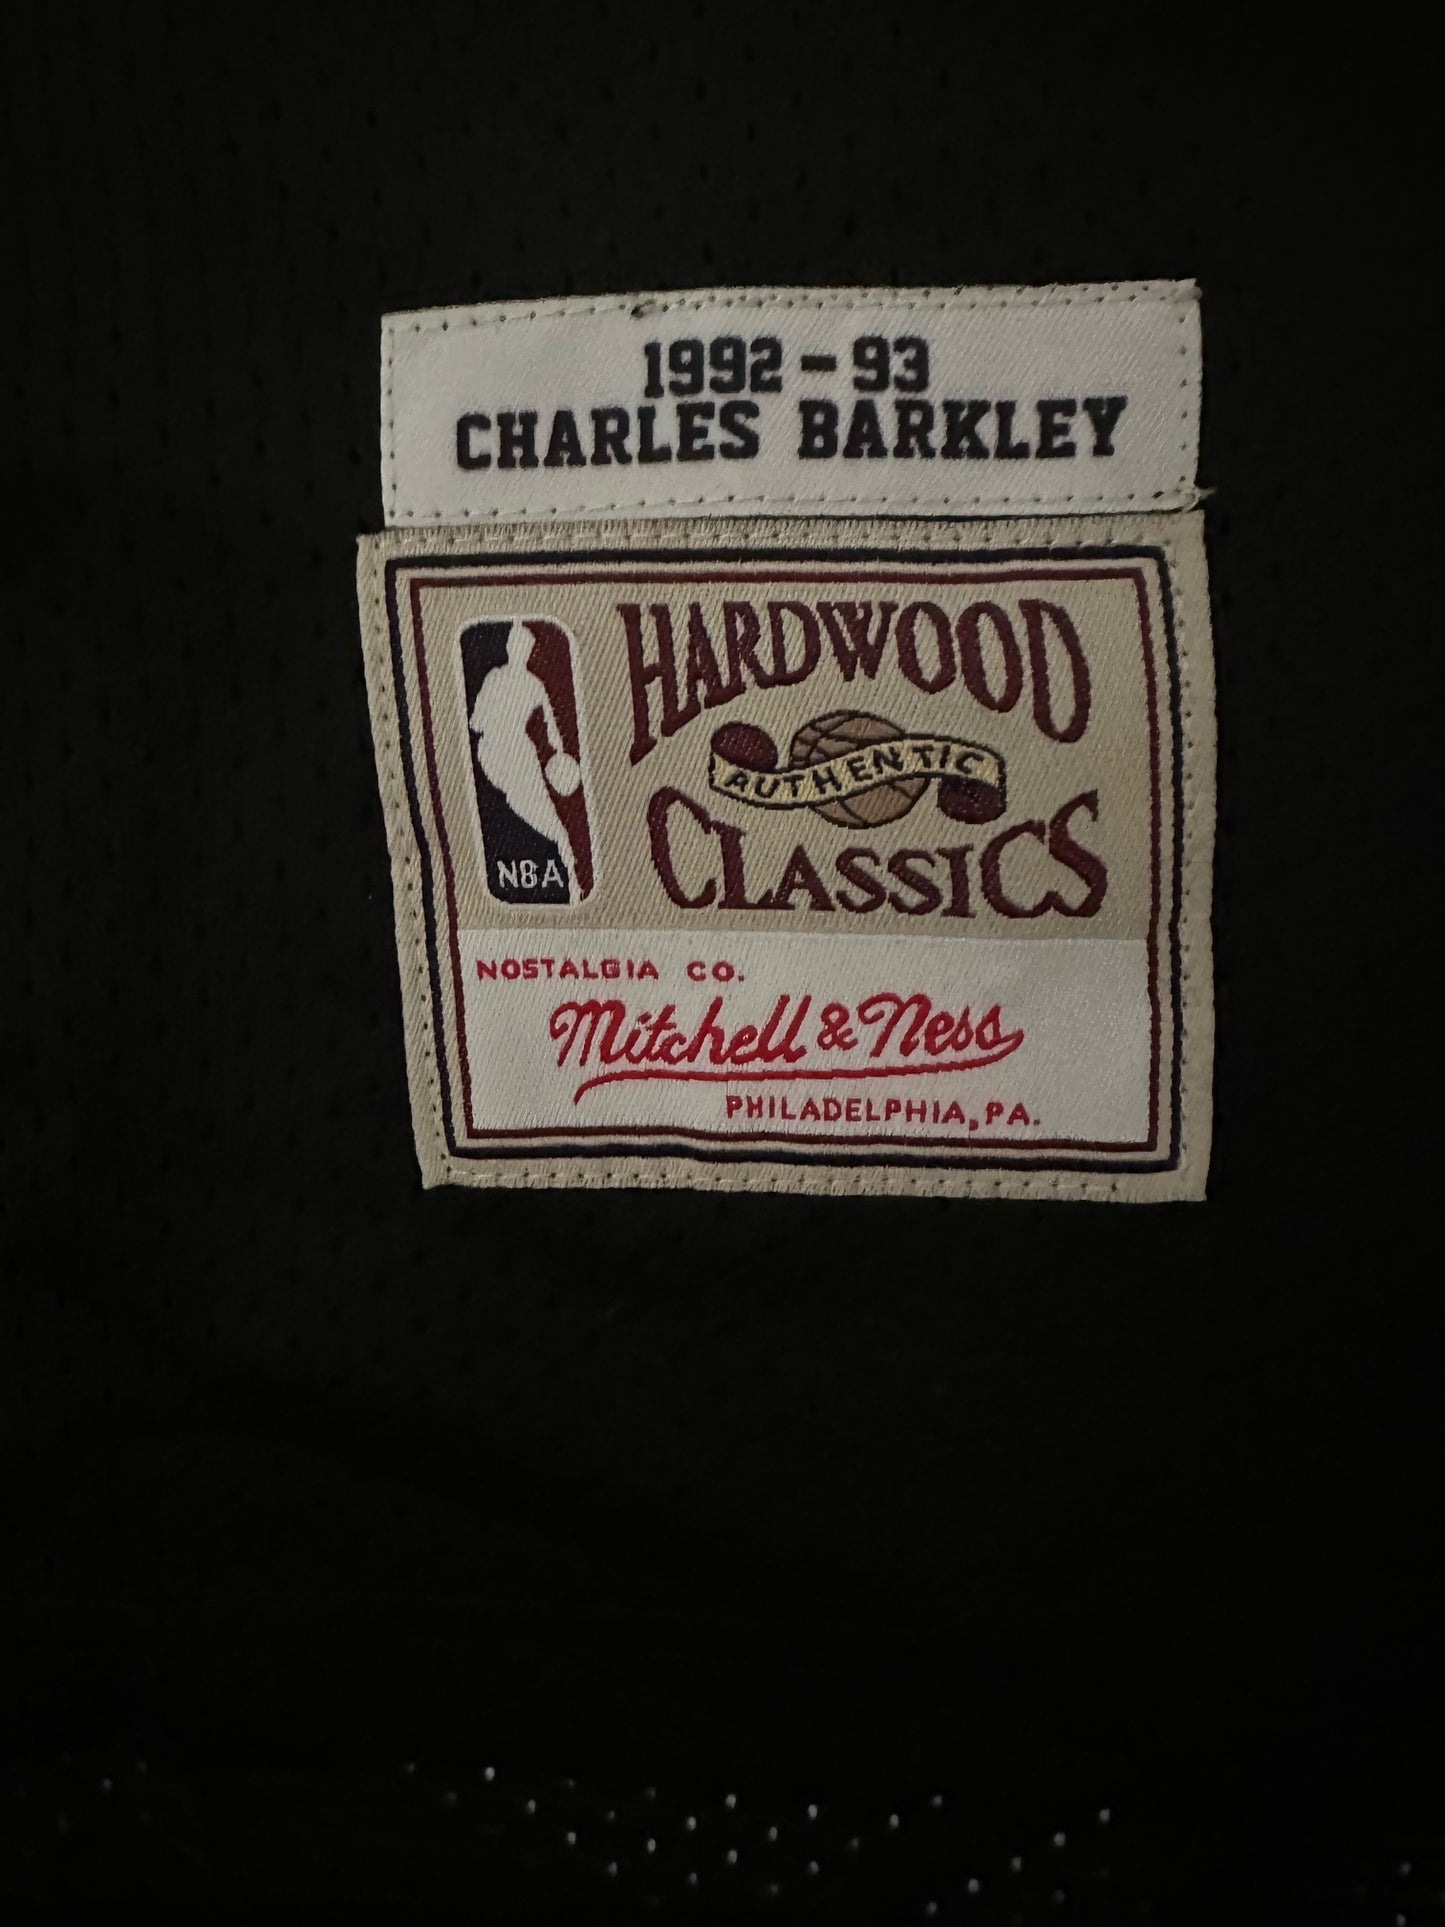 1992 - 93
CHARLES BARKLEY
HARDWOOD
AUTHENTIC
CLASSICS
NBA
NOSTALGIA CO.
Mitchell & Ness
PHILADELPHIA, PA.